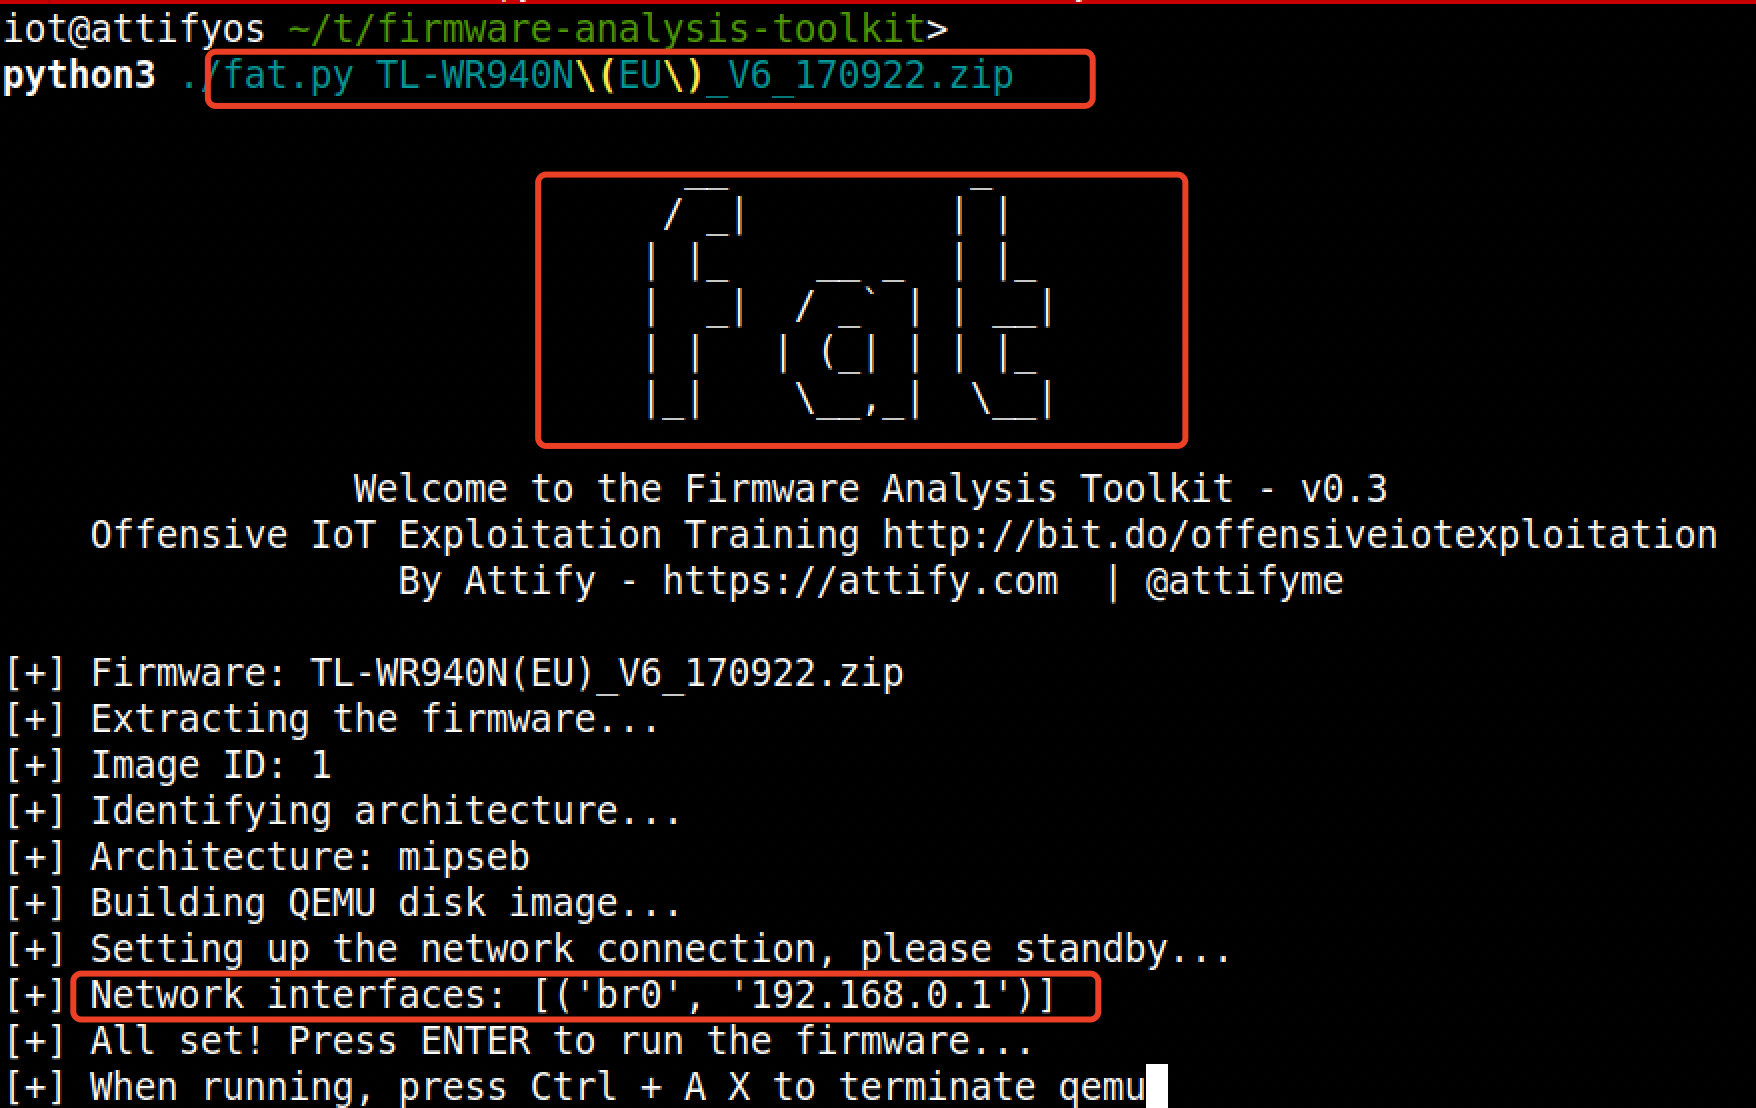 iot@attifyos ~/t/firmware-analysis-toolkit>
python3 ./fat.py TL-WR940N\(EU\)_V6_170922.zip
fat
Welcome to the Firmware Analysis Toolkit - v0.3
Offensive IoT Exploitation Training http://bit.do/offensiveiotexploitation
By Attify - https://attify.com | @attifyme
[+] Firmware: TL-WR940N(EU)_V6_170922.zip
[+] Extracting the firmware...
[+] Image ID: 1
[+] Identifying architecture...
[+] Architecture: mipseb
[+] Building QEMU disk image...
[+] Setting up the network connection, please standby...
[+] Network interfaces: [('br0', '192.168.0.1')]
[+] All set! Press ENTER to run the firmware...
[+] When running, press Ctrl + A X to terminate qemu